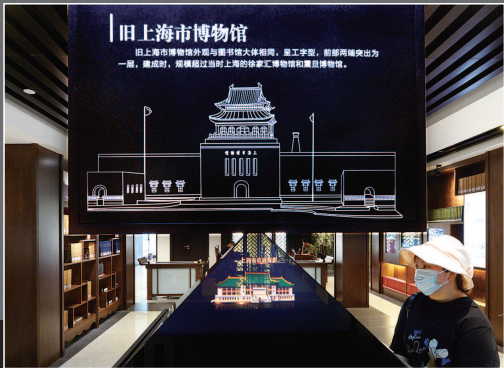 旧上海市博物馆
旧上海市博物馆外观与图书馆大体相同，呈工字型，前部两端突出为
一层，建成时，规模超过当时上海的徐家汇博物馆和震旦博物馆。